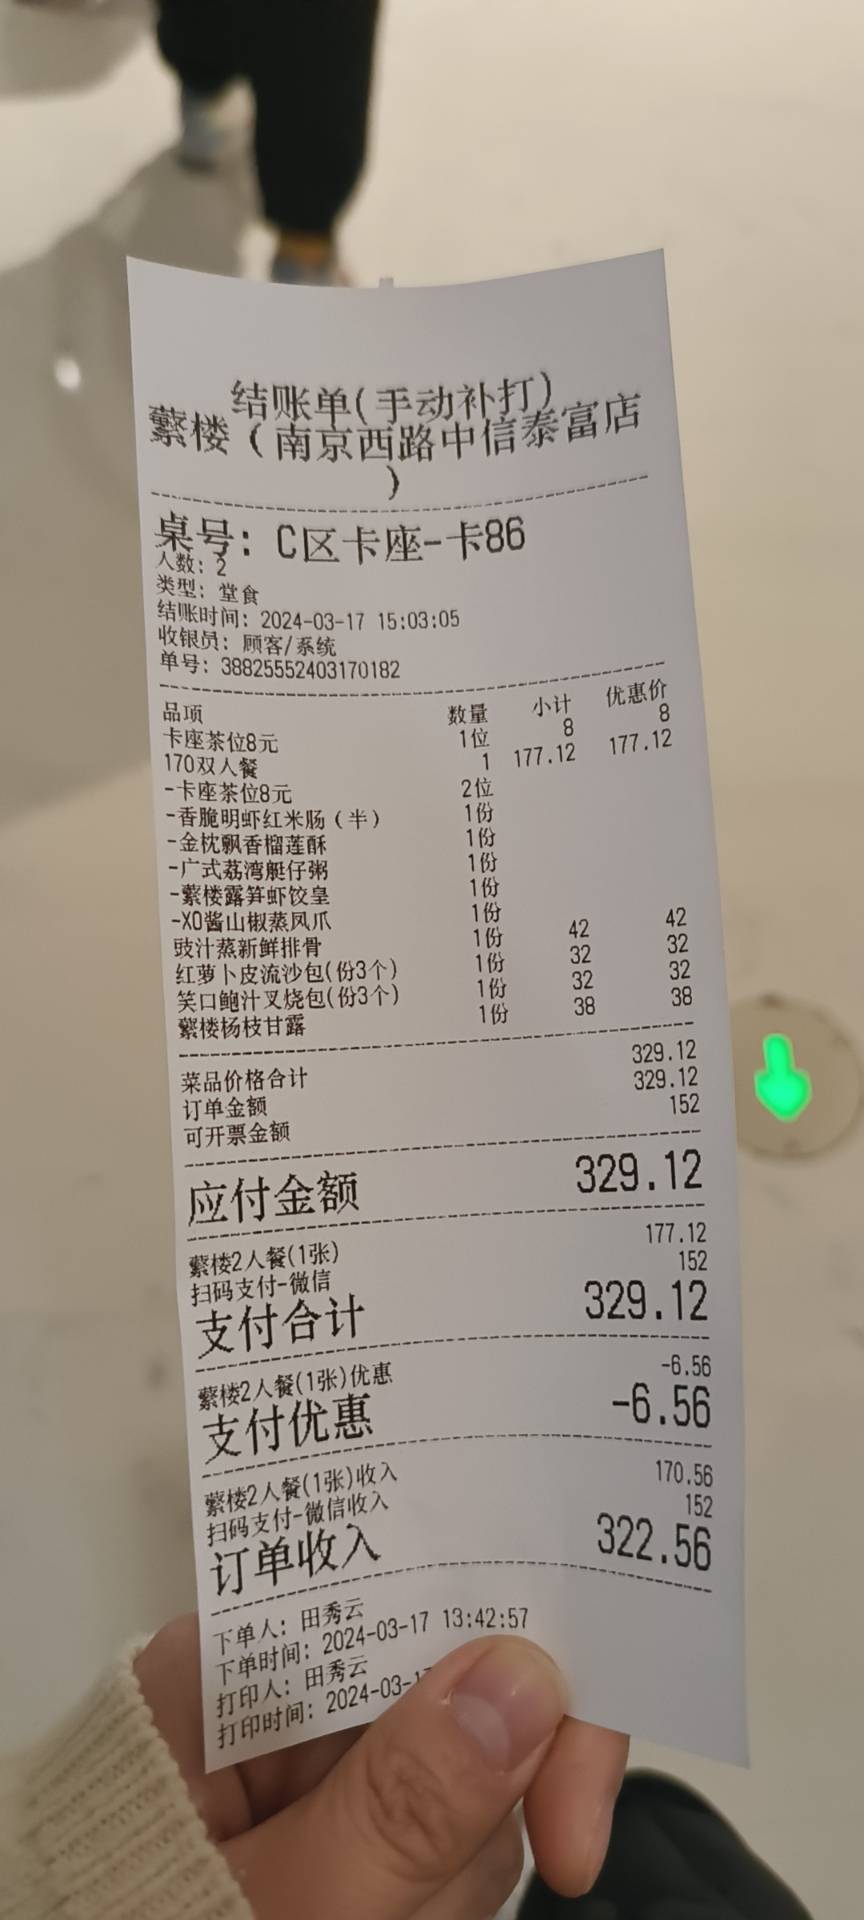 结账单(手动补打)
蘩楼（南京西路中信泰富店
）
桌号: C区卡座-卡86
人数: 2
类型: 堂食
结账时间: 2024-03-17 15:03:05
收银员: 顾客/系统
单号: 388255552403170182
品项 数量 小计 优惠价
卡座茶位8元 1位 8 8
170双人餐 1 177.12 177.12
-卡座茶位8元 2位
-香脆明虾红米肠（半） 1份
-金枕飘香榴莲酥 1份
-广式荔湾艇仔粥 1份
-蘩楼露笋虾饺皇 1份
-XO酱山椒蒸凤爪 1份
豉汁蒸新鲜排骨 1份 42 42
红萝卜皮流沙包(份3个) 1份 32 32
笑口鲍汁叉烧包(份3个) 1份 32 32
蘩楼杨枝甘露 1份 38 38
菜品价格合计 329.12
订单金额 329.12
可开票金额 152
应付金额 329.12
蘩楼2人餐(1张) 177.12
扫码支付-微信 152
支付合计 329.12
蘩楼2人餐(1张)优惠 -6.56
支付优惠 -6.56
蘩楼2人餐(1张)收入 170.56
扫码支付-微信收入 152
订单收入 322.56
下单人: 田秀云
下单时间: 2024-03-17 13:42:57
打印人: 田秀云
打印时间: 2024-03-